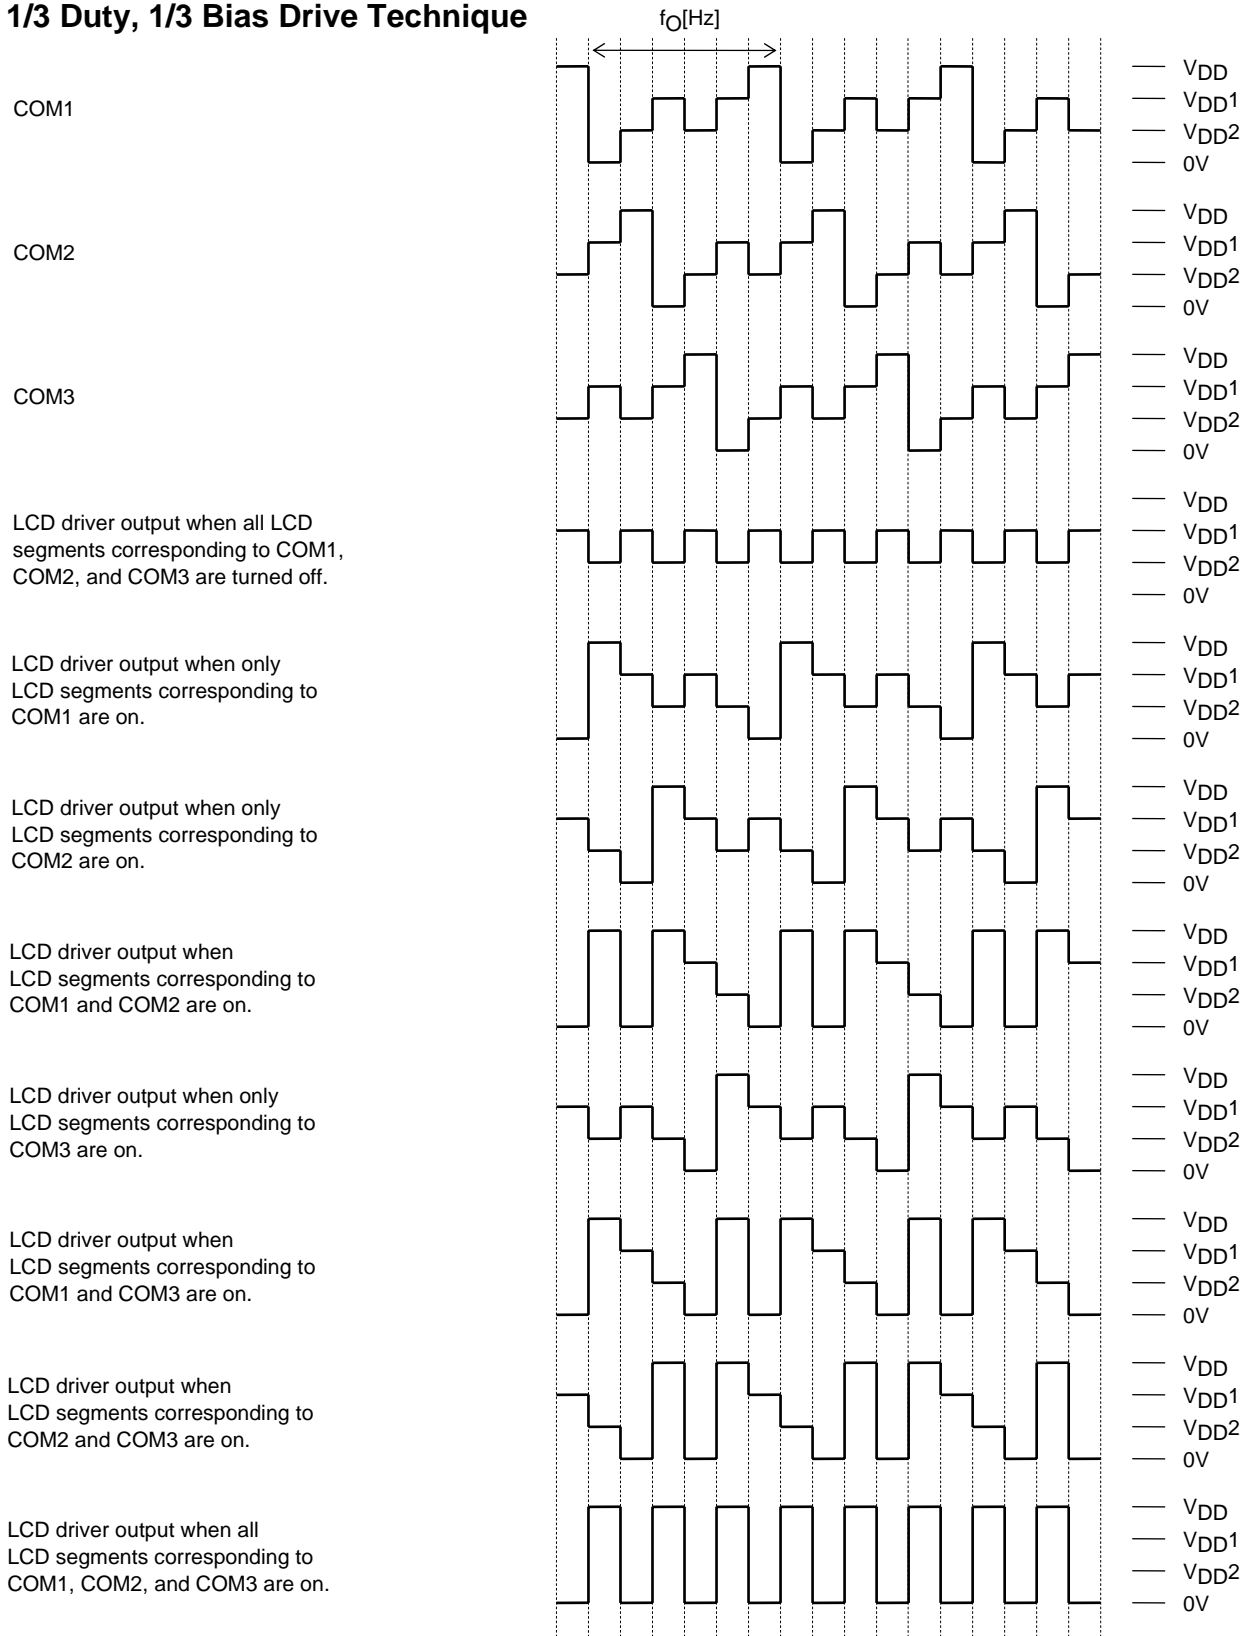 1/3 Duty, 1/3 Bias Drive Technique
fO[Hz]
COM1
VDD
VDD1
VDD2
0V
COM2
VDD
VDD1
VDD2
0V
COM3
VDD
VDD1
VDD2
0V
LCD driver output when all LCD
segments corresponding to COM1,
COM2, and COM3 are turned off.
VDD
VDD1
VDD2
0V
LCD driver output when only
LCD segments corresponding to
COM1 are on.
VDD
VDD1
VDD2
0V
LCD driver output when only
LCD segments corresponding to
COM2 are on.
VDD
VDD1
VDD2
0V
LCD driver output when
LCD segments corresponding to
COM1 and COM2 are on.
VDD
VDD1
VDD2
0V
LCD driver output when only
LCD segments corresponding to
COM3 are on.
VDD
VDD1
VDD2
0V
LCD driver output when
LCD segments corresponding to
COM1 and COM3 are on.
VDD
VDD1
VDD2
0V
LCD driver output when
LCD segments corresponding to
COM2 and COM3 are on.
VDD
VDD1
VDD2
0V
LCD driver output when all
LCD segments corresponding to
COM1, COM2, and COM3 are on.
VDD
VDD1
VDD2
0V